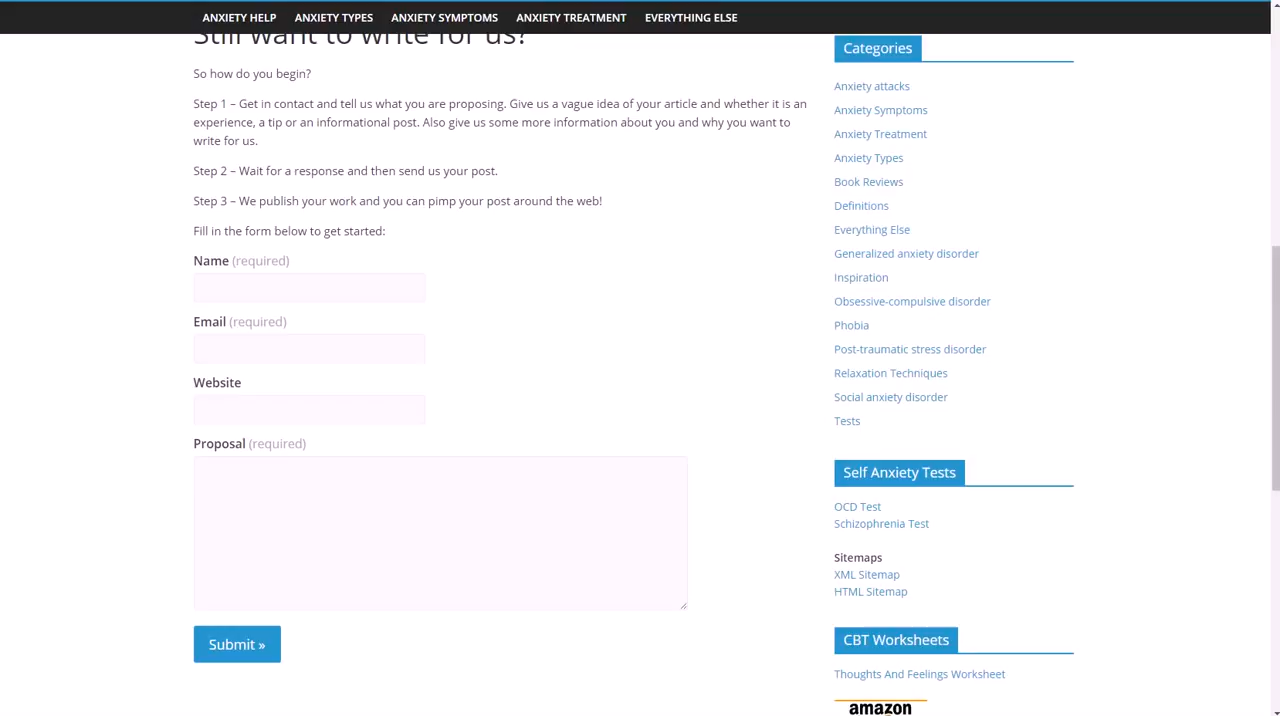 ANXIETY HELP ANXIETY TYPES ANXIETY SYMPTOMS ANXIETY TREATMENT EVERYTHING ELSE
Still want to write for us?
So how do you begin?
Step 1 – Get in contact and tell us what you are proposing. Give us a vague idea of your article and whether it is an
experience, a tip or an informational post. Also give us some more information about you and why you want to
write for us.
Step 2 – Wait for a response and then send us your post.
Step 3 – We publish your work and you can pimp your post around the web!
Fill in the form below to get started:
Name (required)
Email (required)
Website
Proposal (required)
Submit »
Categories
Anxiety attacks
Anxiety Symptoms
Anxiety Treatment
Anxiety Types
Book Reviews
Definitions
Everything Else
Generalized anxiety disorder
Inspiration
Obsessive-compulsive disorder
Phobia
Post-traumatic stress disorder
Relaxation Techniques
Social anxiety disorder
Tests
Self Anxiety Tests
OCD Test
Schizophrenia Test
Sitemaps
XML Sitemap
HTML Sitemap
CBT Worksheets
Thoughts And Feelings Worksheet
amazon